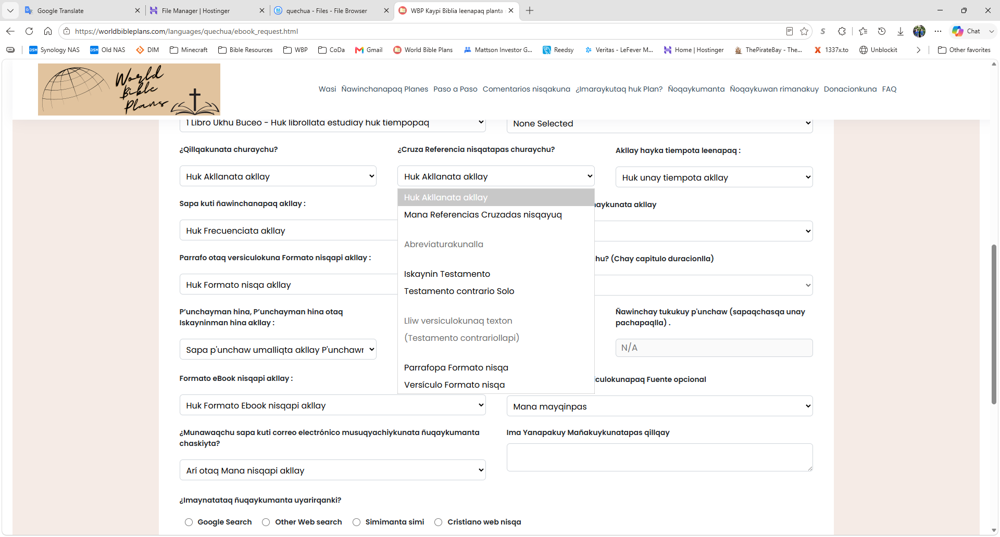 Google Translate
File Manager | Hostinger
quechua - Files - File Browser
WBP Kaypi Biblia leenapaq planta
https://worldbibleplans.com/languages/quechua/ebook_request.html
Chat
Synology NAS
Old NAS
DIM
Minecraft
Bible Resources
WBP
CoDa
Gmail
World Bible Plans
Mattson Investor G...
Reedsy
Veritas - LeFever M...
Home | Hostinger
ThePirateBay - The...
1337x.to
Unblockit
Other favorites
World
Bible
Plans
Wasi
Ñawinchanapaq Planes
Paso a Paso
Comentarios nisqakuna
¿Imaraykutaq huk Plan?
Ñoqaykumanta
Ñoqaykuwan rimanakuy
Donacionkuna
FAQ
1 Libro Ukhu Buceo - Huk librollata estudiay huk tiempopaq
None Selected
¿Qillqakunata churaychu?
¿Cruza Referencia nisqatapas churaychu?
Akllay hayka tiempota leenapaq :
Huk Akllanata akllay
Huk Akllanata akllay
Huk unay tiempota akllay
Huk Akllanata akllay
Mana Referencias Cruzadas nisqayuq
Abreviaturakunalla
Iskaynin Testamento
Testamento contrario Solo
Lliw versiculokunaq texton
(Testamento contrariollapi)
Parrafopa Formato nisqa
Versículo Formato nisqa
Sapa kuti ñawinchanapaq akllay :
aykunata akllay
Huk Frecuenciata akllay
Parrafo otaq versiculokuna Formato nisqapi akllay :
hu? (Chay capitulo duracionlla)
Huk Formato nisqa akllay
P’unchayman hina, P’unchayman hina otaq
Iskayninman hina akllay :
Ñawinchay tukukuy p'unchaw (sapaqchasqa unay
pachapaqlla) .
Sapa p'unchaw umalliqta akllay P'unchawr
N/A
Formato eBook nisqapi akllay :
iculokunapaq Fuente opcional
Huk Formato Ebook nisqapi akllay
Mana mayqinpas
¿Munawaqchu sapa kuti correo electrónico musuqyachiykunata ñuqaykumanta
chaskiyta?
Ima Yanapakuy Mañakuykunatapas qillqay
Arí otaq Mana nisqapi akllay
¿Imaynatataq ñuqaykumanta uyarirqanki?
Google Search
Other Web search
Simimanta simi
Cristiano web nisqa